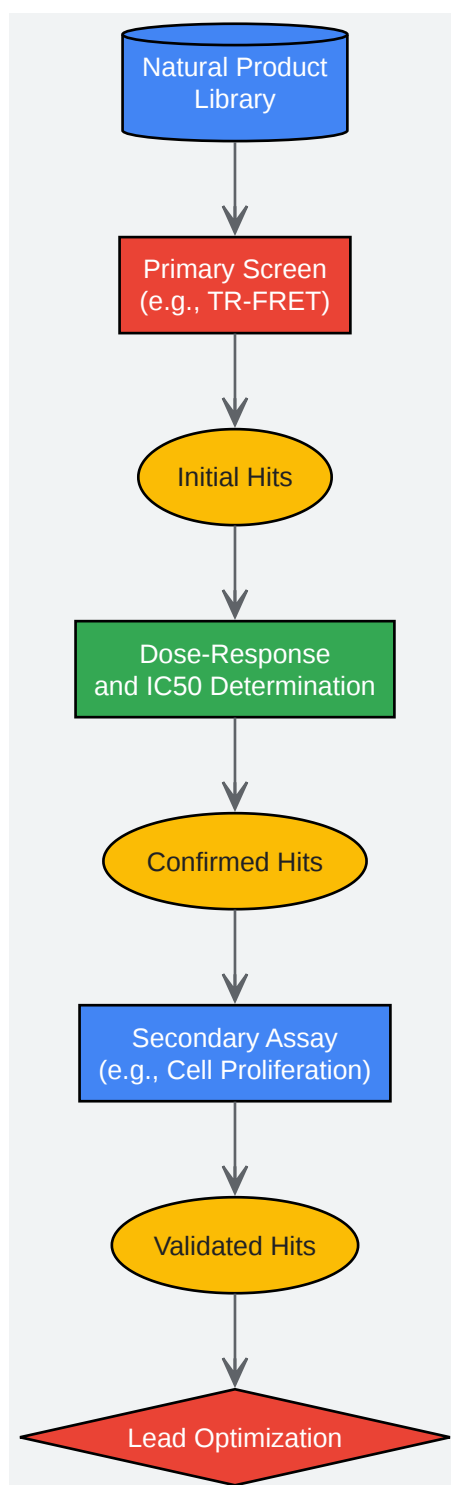 Natural Product
Library
Primary Screen
(e.g., TR-FRET)
Initial Hits
Dose-Response
and IC50 Determination
Confirmed Hits
Secondary Assay
(e.g., Cell Proliferation)
Validated Hits
Lead Optimization